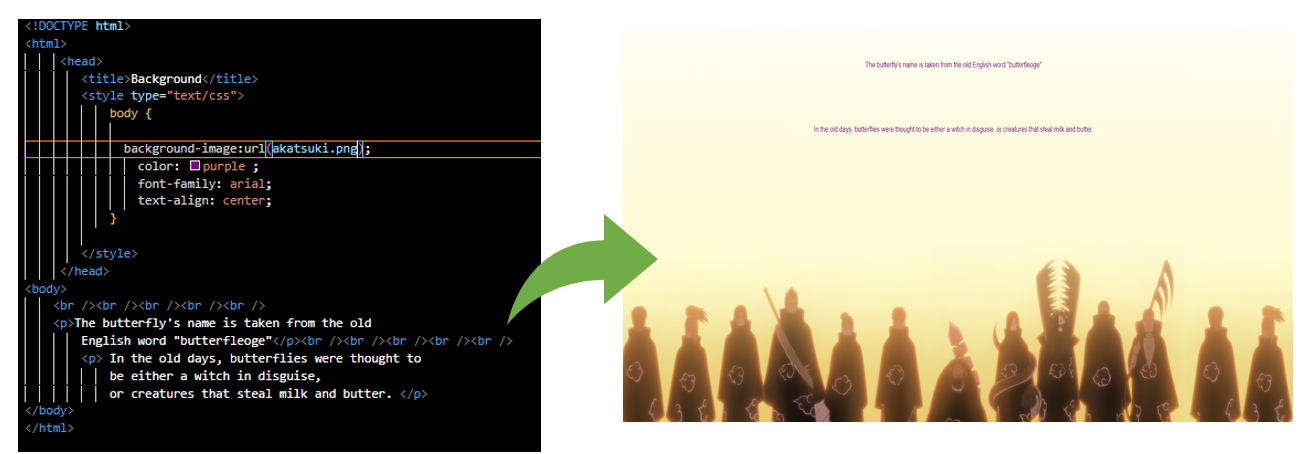 <!DOCTYPE html>
<html>
<head>
<title>Background</title>
<style type="text/css">
body {
background-image:url(akatsuki.png);
color: purple ;
font-family: arial;
text-align: center;
}
</style>
</head>
<body>
<br /><br /><br /><br /><br />
<p>The butterfly's name is taken from the old
English word "butterfleoge"</p><br /><br /><br /><br /><br />
<p> In the old days, butterflies were thought to
be either a witch in disguise,
or creatures that steal milk and butter. </p>
</body>
</html>
The butterfly's name is taken from the old English word "butterfleoge"
In the old days, butterflies were thought to be either a witch in disguise, or creatures that steal milk and butter.